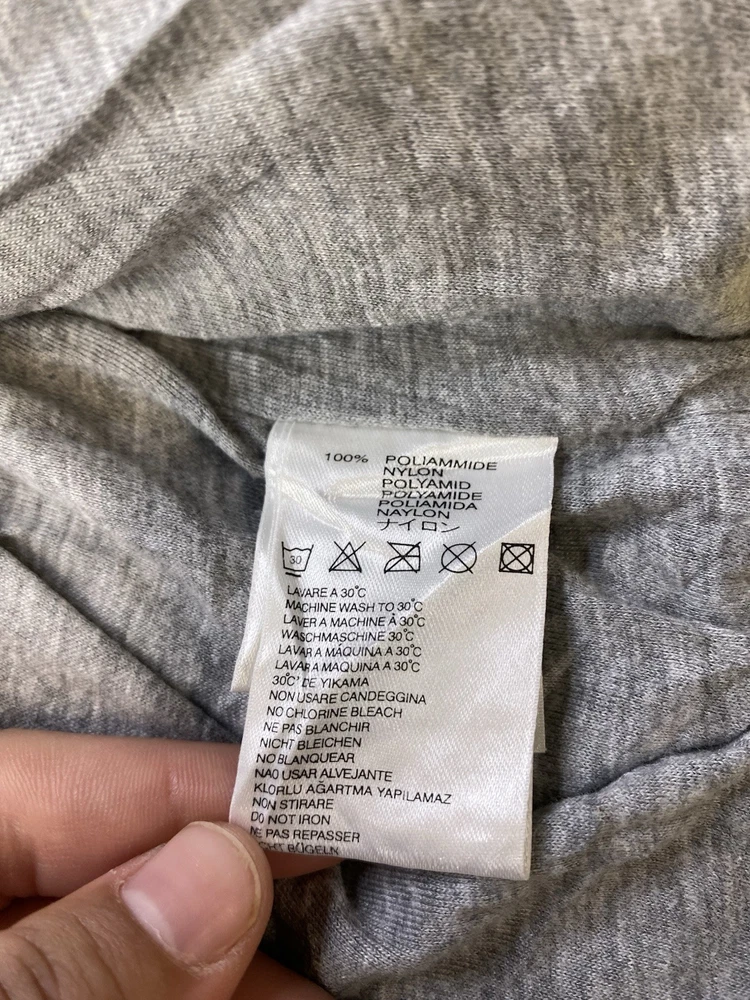 100% POLIAMMIDE
NYLON
POLYAMID
POLYAMIDE
POLIAMIDA
NAYLON
ナイロン
30
LAVARE A 30°C
MACHINE WASH TO 30°C
LAVER A MACHINE À 30°C
WASCHMASCHINE 30°C
LAVAR A MÁQUINA A 30°C
LAVAR A MAQUINA A 30°C
30°C' DE YIKAMA
NON USARE CANDEGGINA
NO CHLORINE BLEACH
NE PAS BLANCHIR
NICHT BLEICHEN
NO BLANQUEAR
NAO USAR ALVEJANTE
KLORLU AĞARTMA YAPILAMAZ
NON STIRARE
DO NOT IRON
NE PAS REPASSER
BÜGELN